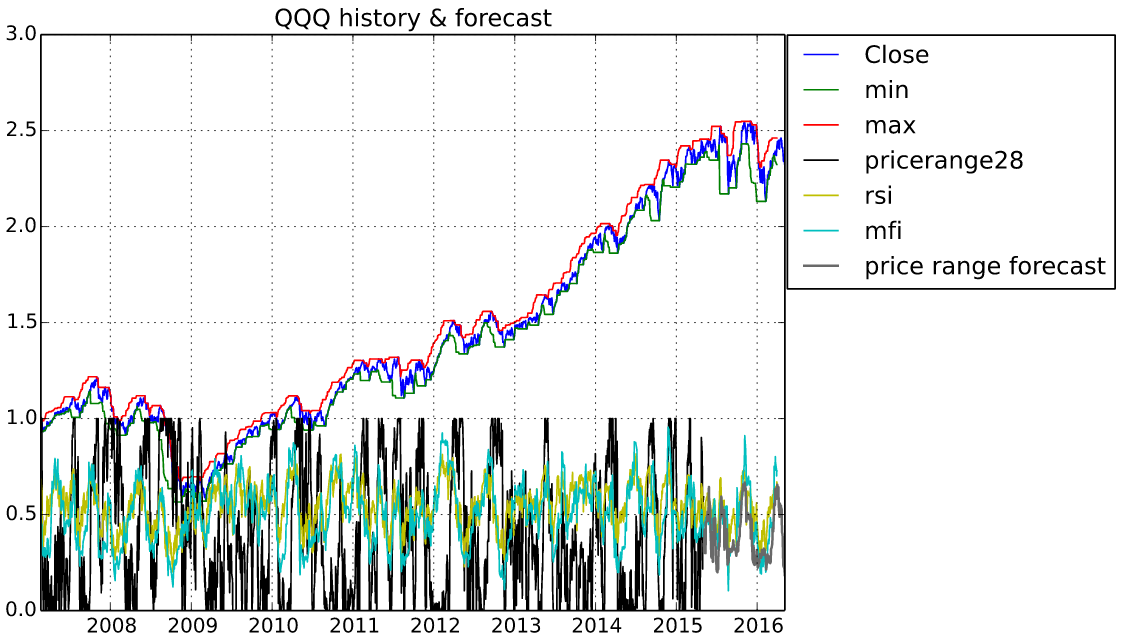 QQQ history & forecast
3.0
2.5
2.0
1.5
1.0
0.5
0.0
2008 2009 2010 2011 2012 2013 2014 2015 2016
Close
min
max
pricerange28
rsi
mfi
price range forecast